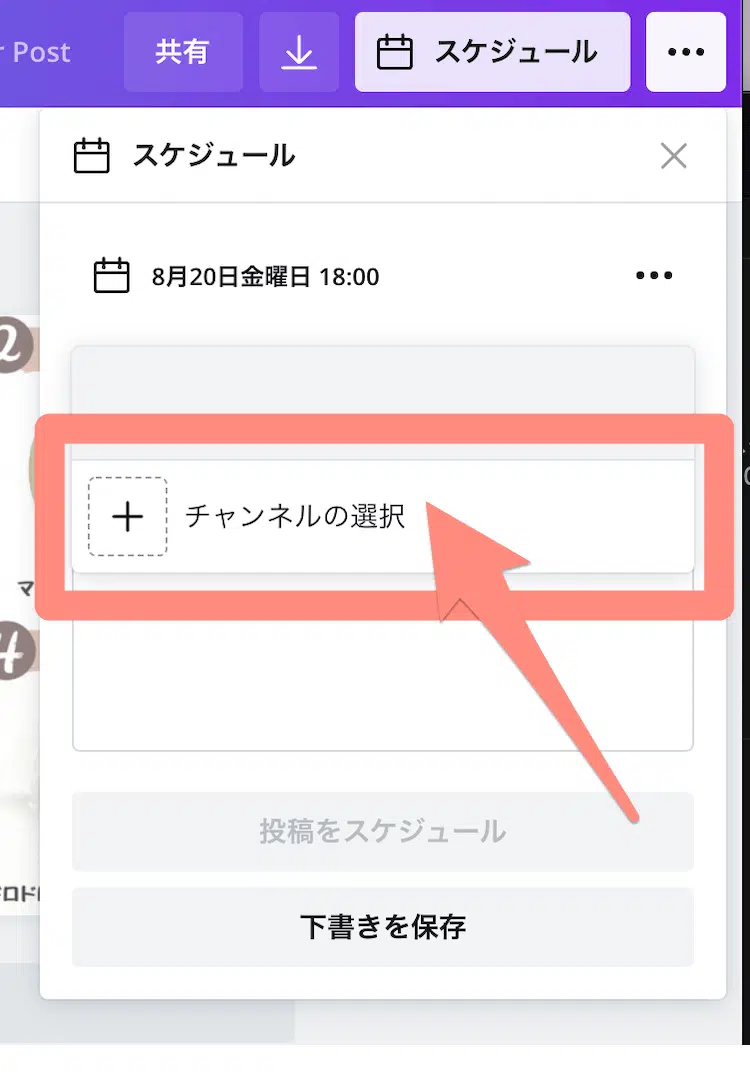 Post
共有
スケジュール
スケジュール
8月20日金曜日 18:00
2
チャンネルの選択
マ
4
ロド
投稿をスケジュール
下書きを保存